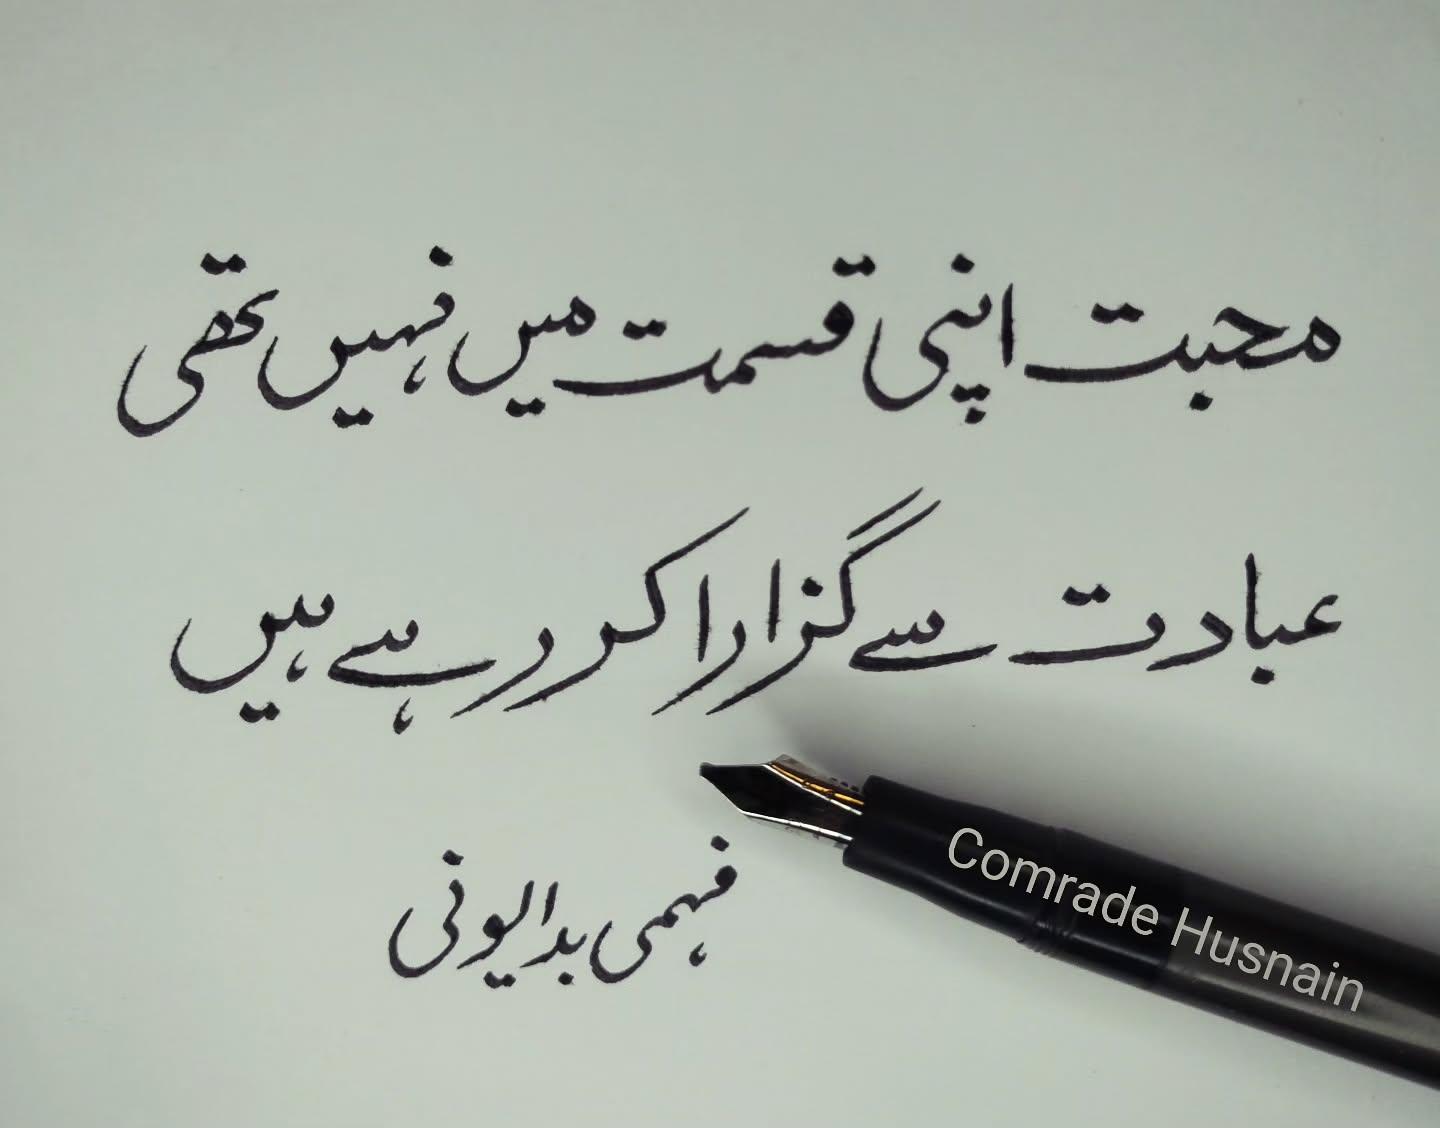 محبت اپنی قسمت میں نہیں تھی
عبادت سے گزارا کر رہے ہیں
فہمی بدایونی
Comrade Husnain